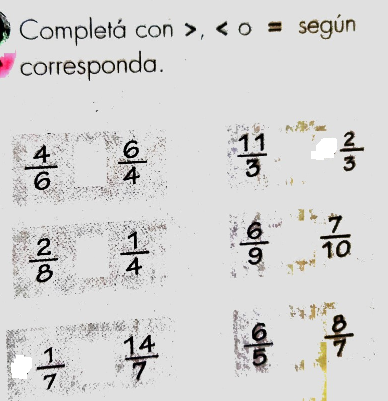 Completá con >, < o = según
corresponda.
4/6 6/4 11/3 2/3
2/8 1/4 6/9 7/10
1/7 14/7 6/5 8/7